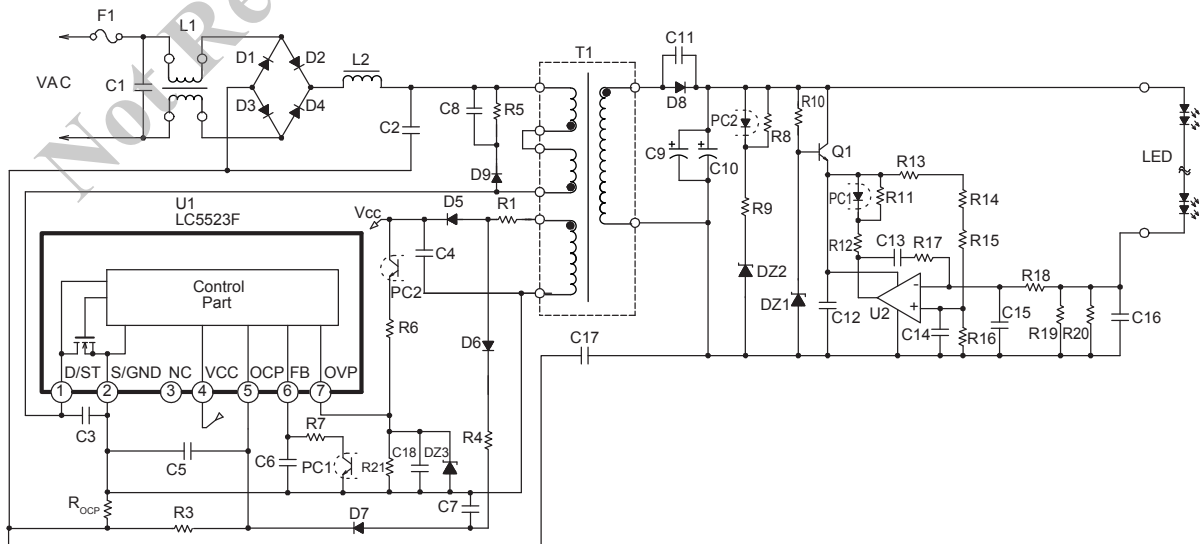 F1
L1
VAC
C1
D1
D2
D3
D4
L2
C2
C8
R5
D9
T1
C11
D8
C9
+
C10
+
PC2
R8
R9
DZ2
R10
DZ1
Q1
PC1
R11
R12
R13
R14
R15
C13
R17
-
+
U2
C12
C14
R16
C15
R18
R19
R20
C16
LED
U1
LC5523F
Control
Part
D/ST
S/GND
NC
VCC
OCP
FB
OVP
1
2
3
4
5
6
7
Vcc
D5
R1
C4
PC2
R6
D6
C17
C3
C5
R7
C6
PC1
R21
C18
DZ3
R4
C7
ROCP
R3
D7
Not Re